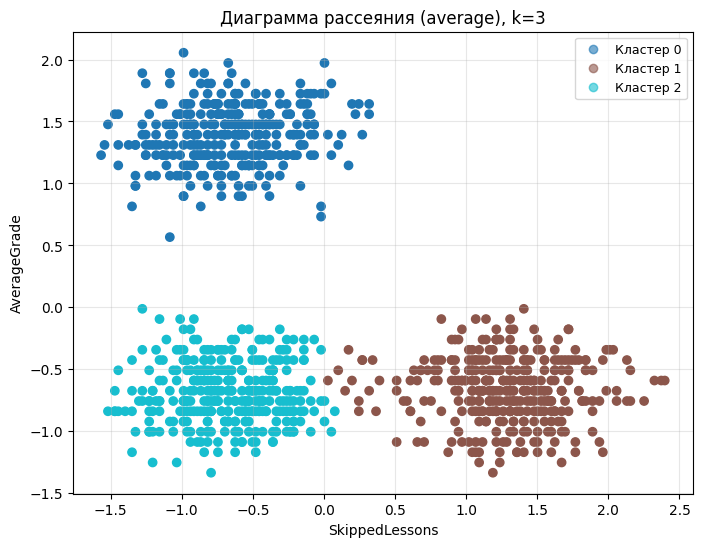 Диаграмма рассеяния (average), k=3
Кластер 0
Кластер 1
Кластер 2
AverageGrade
2.0
1.5
1.0
0.5
0.0
−0.5
−1.0
−1.5
−1.5 −1.0 −0.5 0.0 0.5 1.0 1.5 2.0 2.5
SkippedLessons